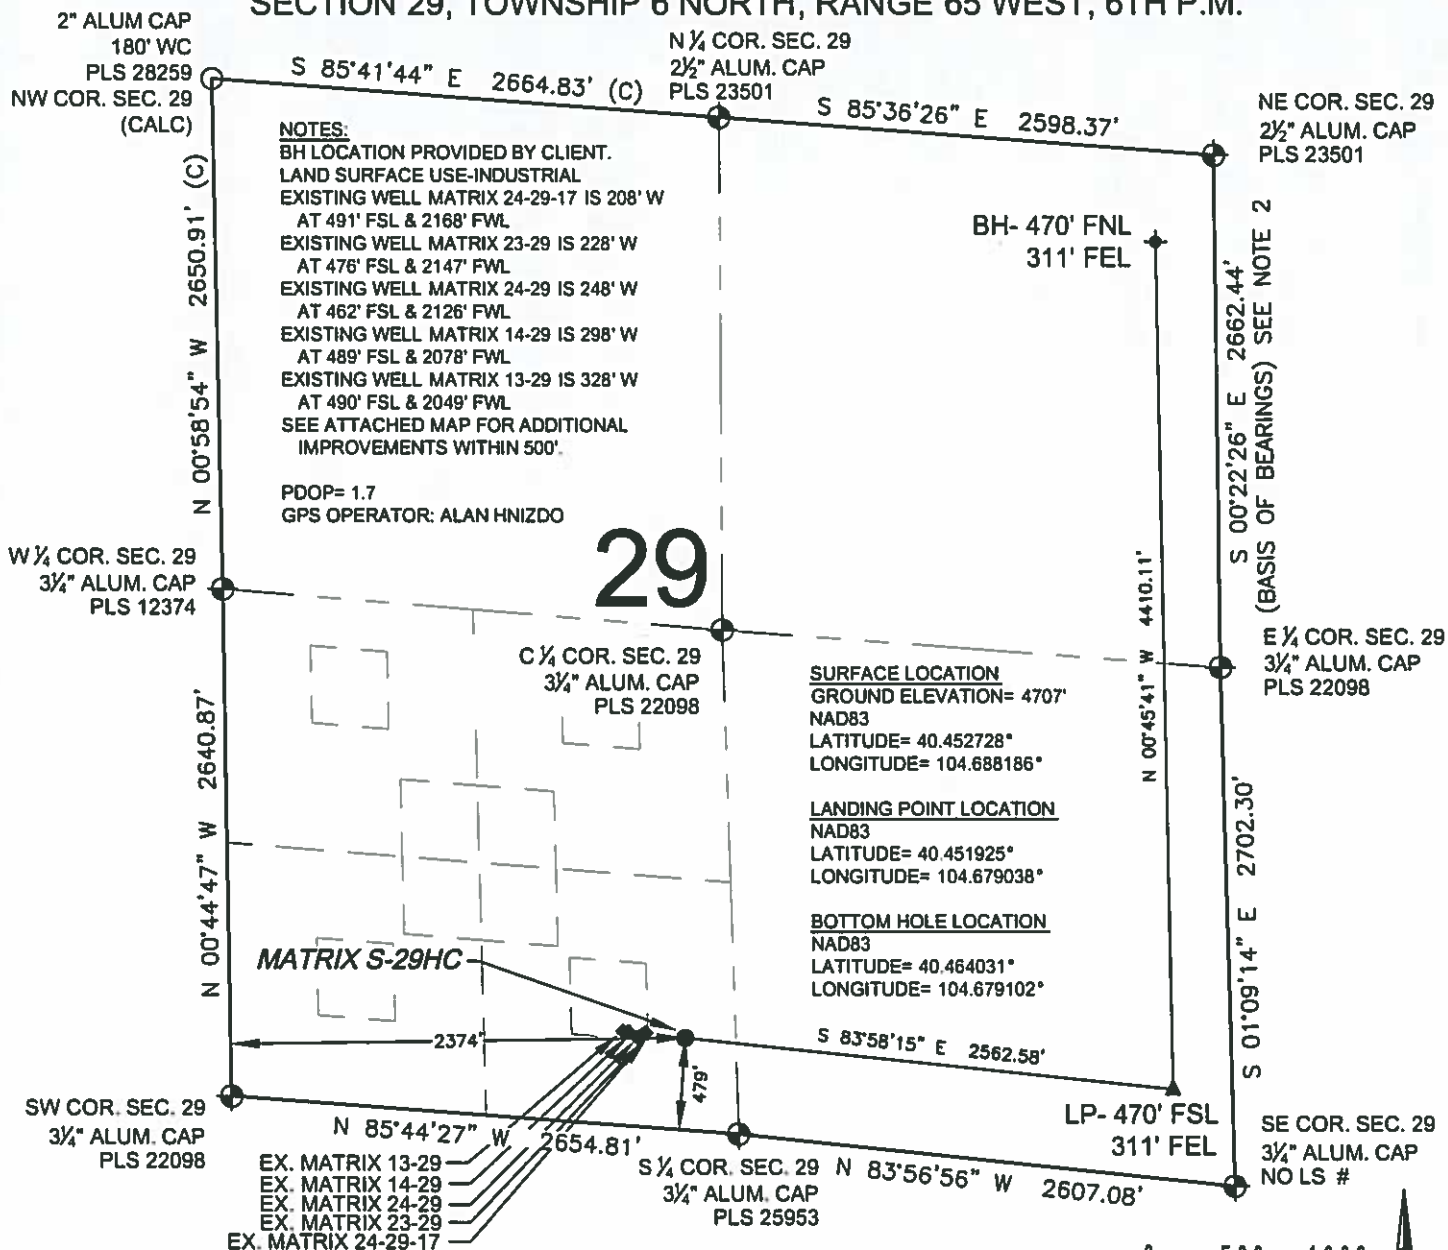 SECTION 29, TOWNSHIP 6 NORTH, RANGE 65 WEST, 6TH P.M.
2" ALUM CAP
180' WC
PLS 28259
NW COR. SEC. 29
(CALC)
S 85°41'44" E 2664.83' (C)
N ¼ COR. SEC. 29
2½" ALUM. CAP
PLS 23501
S 85°36'26" E 2598.37'
NE COR. SEC. 29
2½" ALUM. CAP
PLS 23501
NOTES:
BH LOCATION PROVIDED BY CLIENT.
LAND SURFACE USE-INDUSTRIAL
EXISTING WELL MATRIX 24-29-17 IS 208' W
AT 491' FSL & 2168' FWL
EXISTING WELL MATRIX 23-29 IS 228' W
AT 476' FSL & 2147' FWL
EXISTING WELL MATRIX 24-29 IS 248' W
AT 462' FSL & 2126' FWL
EXISTING WELL MATRIX 14-29 IS 298' W
AT 489' FSL & 2078' FWL
EXISTING WELL MATRIX 13-29 IS 328' W
AT 490' FSL & 2049' FWL
SEE ATTACHED MAP FOR ADDITIONAL
IMPROVEMENTS WITHIN 500'.
PDOP= 1.7
GPS OPERATOR: ALAN HNIZDO
N 00°58'54" W 2650.91' (C)
BH- 470' FNL
311' FEL
S 00°22'26" E 2662.44'
(BASIS OF BEARINGS) SEE NOTE 2
29
W ¼ COR. SEC. 29
3¼" ALUM. CAP
PLS 12374
C ¼ COR. SEC. 29
3¼" ALUM. CAP
PLS 22098
N 00°45'41" W 4410.11'
E ¼ COR. SEC. 29
3¼" ALUM. CAP
PLS 22098
SURFACE LOCATION
GROUND ELEVATION= 4707'
NAD83
LATITUDE= 40.452728°
LONGITUDE= 104.688186°
LANDING POINT LOCATION
NAD83
LATITUDE= 40.451925°
LONGITUDE= 104.679038°
BOTTOM HOLE LOCATION
NAD83
LATITUDE= 40.464031°
LONGITUDE= 104.679102°
N 00°44'47" W 2640.87'
S 01°09'14" E 2702.30'
MATRIX S-29HC
2374'
479'
S 83°58'15" E 2562.58'
LP- 470' FSL
311' FEL
SW COR. SEC. 29
3¼" ALUM. CAP
PLS 22098
N 85°44'27" W 2654.81'
S ¼ COR. SEC. 29
3¼" ALUM. CAP
PLS 25953
N 83°56'56" W 2607.08'
SE COR. SEC. 29
3¼" ALUM. CAP
NO LS #
EX. MATRIX 13-29
EX. MATRIX 14-29
EX. MATRIX 24-29
EX. MATRIX 23-29
EX. MATRIX 24-29-17